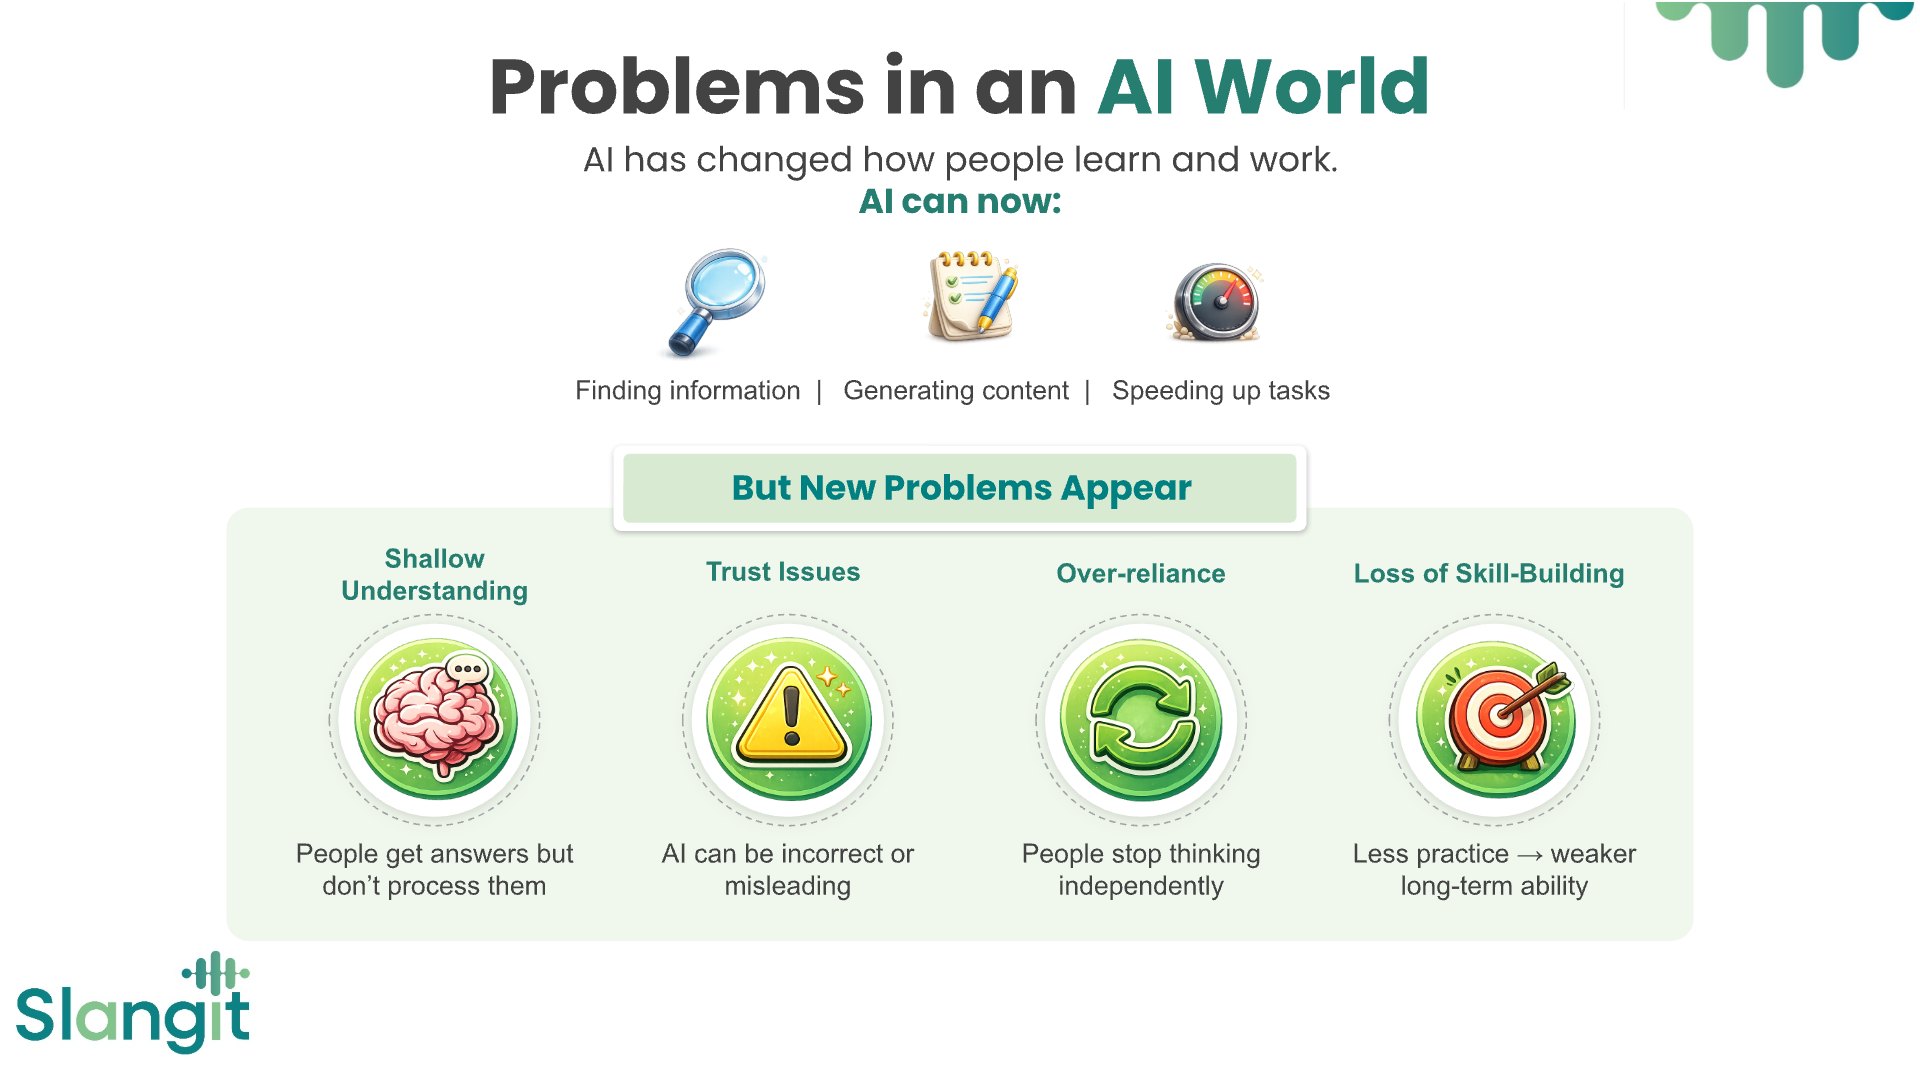 Problems in an AI World
AI has changed how people learn and work.
AI can now:
Finding information | Generating content | Speeding up tasks
But New Problems Appear
Shallow
Understanding
People get answers but
don’t process them
Trust Issues
AI can be incorrect or
misleading
Over-reliance
People stop thinking
independently
Loss of Skill-Building
Less practice → weaker
long-term ability
Slangit